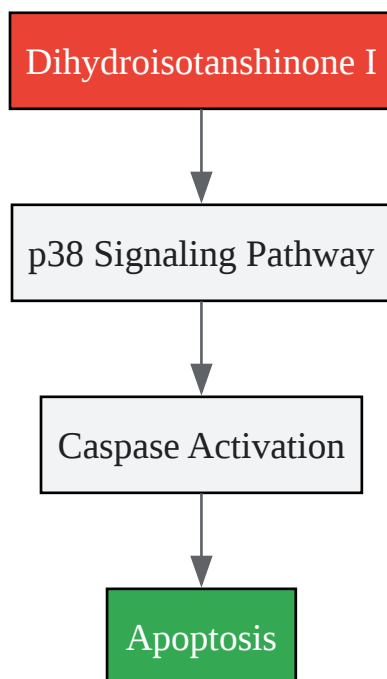 Dihydroisotanshinone I
p38 Signaling Pathway
Caspase Activation
Apoptosis